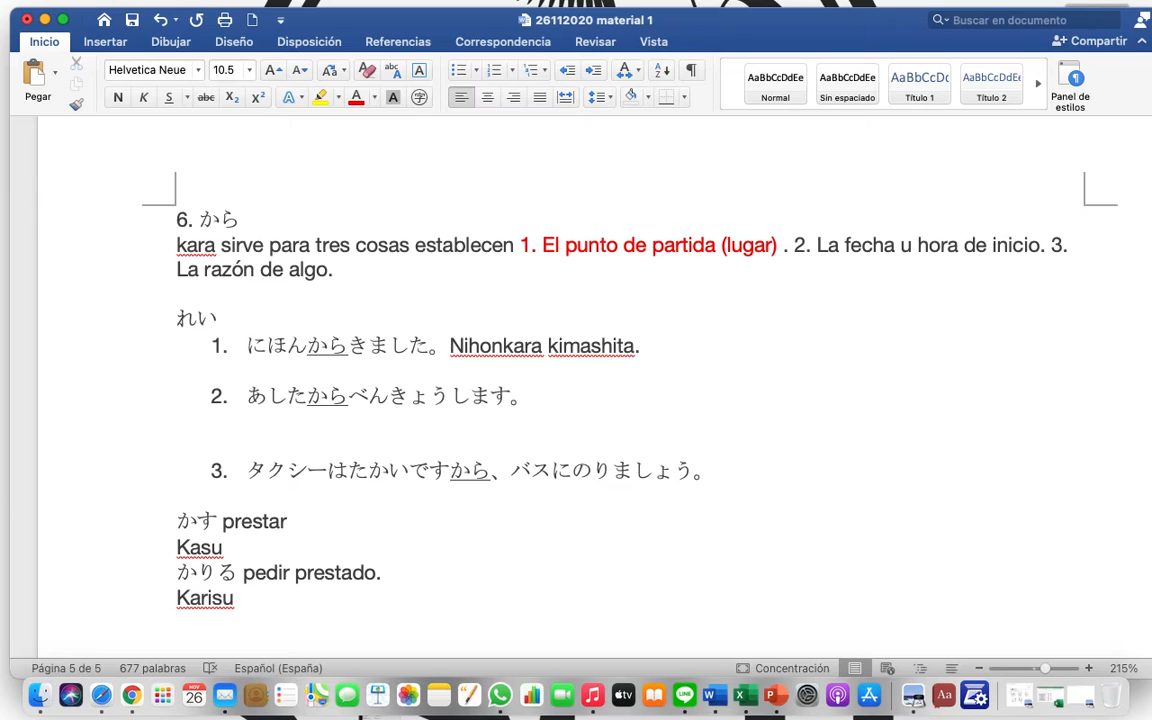 26112020 material 1
Buscar en documento
Inicio Insertar Dibujar Diseño Disposición Referencias Correspondencia Revisar Vista Compartir
Pegar
Helvetica Neue 10.5
N K S abc X₂ X²
AaBbCcDdEe AaBbCcDdEe AaBbCcDc AaBbCcDdEe
Normal Sin espaciado Título 1 Título 2
Panel de estilos
6. から
kara sirve para tres cosas establecen 1. El punto de partida (lugar) . 2. La fecha u hora de inicio. 3.
La razón de algo.
れい
1. にほんからきました。Nihonkara kimashita.
2. あしたからべんきょうします。
3. タクシーはたかいですから、バスにのりましょう。
かす prestar
Kasu
かりる pedir prestado.
Karisu
Página 5 de 5 677 palabras Español (España) Concentración 215%
NOV
26